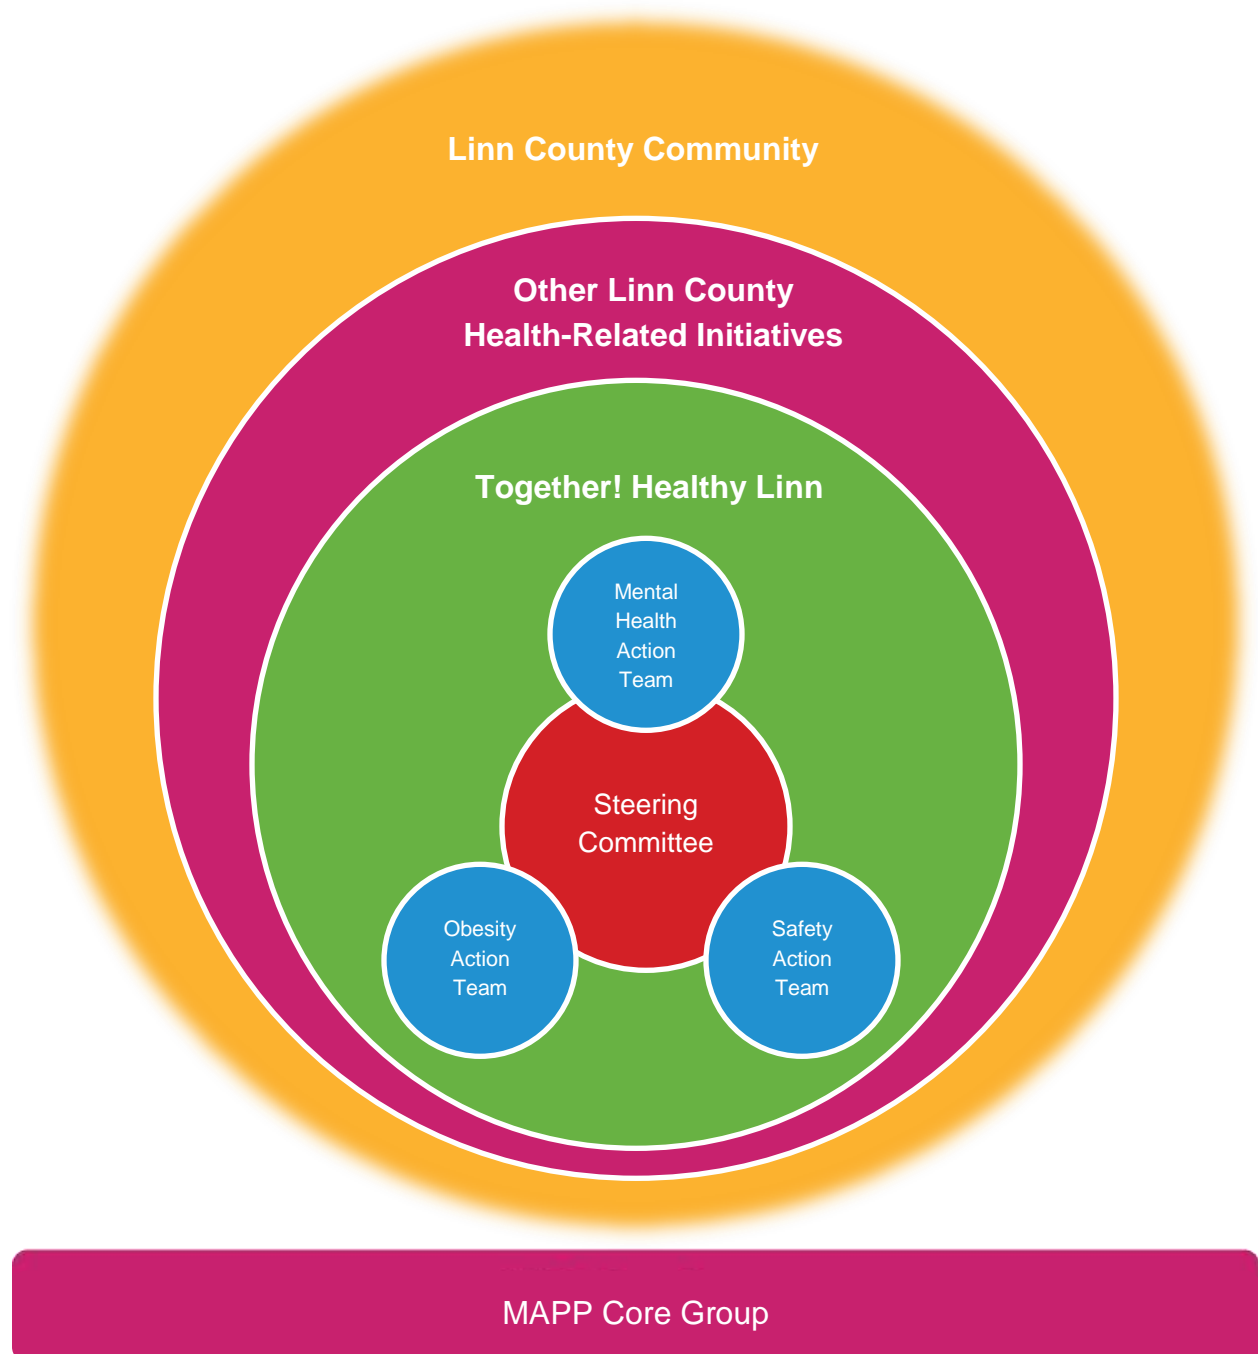 Linn County Community
Other Linn County
Health-Related Initiatives
Together! Healthy Linn
Mental
Health
Action
Team
Steering
Committee
Obesity
Action
Team
Safety
Action
Team
MAPP Core Group